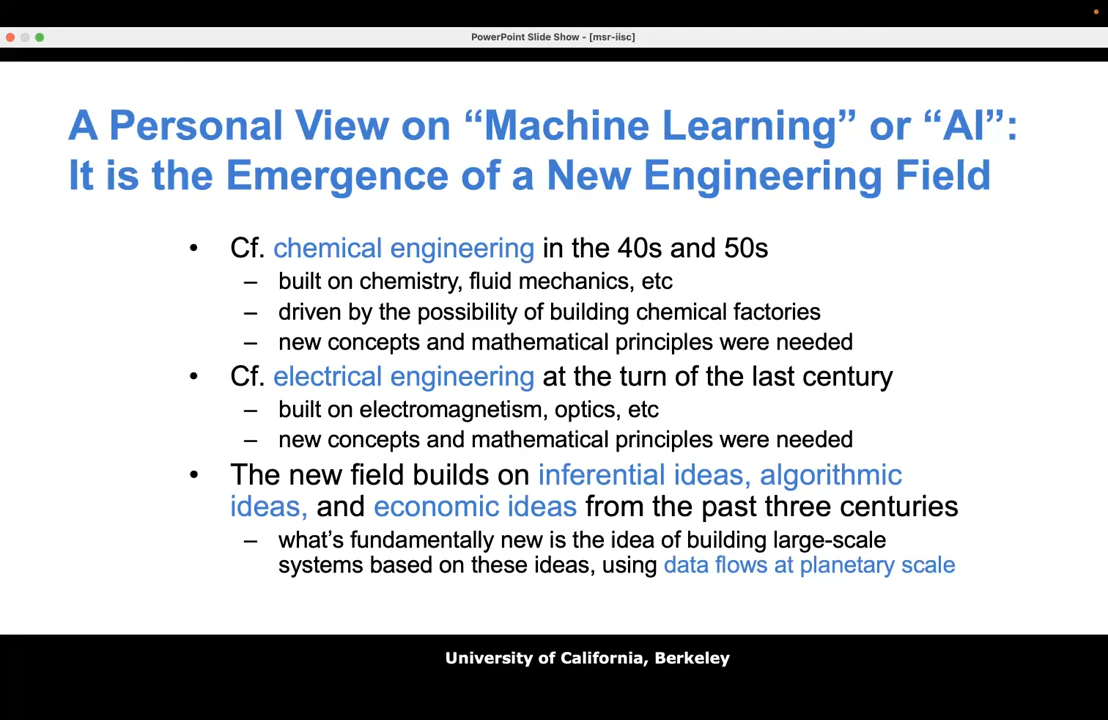 PowerPoint Slide Show - [msr-iisc]
A Personal View on “Machine Learning” or “AI”:
It is the Emergence of a New Engineering Field
• Cf. chemical engineering in the 40s and 50s
– built on chemistry, fluid mechanics, etc
– driven by the possibility of building chemical factories
– new concepts and mathematical principles were needed
• Cf. electrical engineering at the turn of the last century
– built on electromagnetism, optics, etc
– new concepts and mathematical principles were needed
• The new field builds on inferential ideas, algorithmic
ideas, and economic ideas from the past three centuries
– what’s fundamentally new is the idea of building large-scale
systems based on these ideas, using data flows at planetary scale
University of California, Berkeley